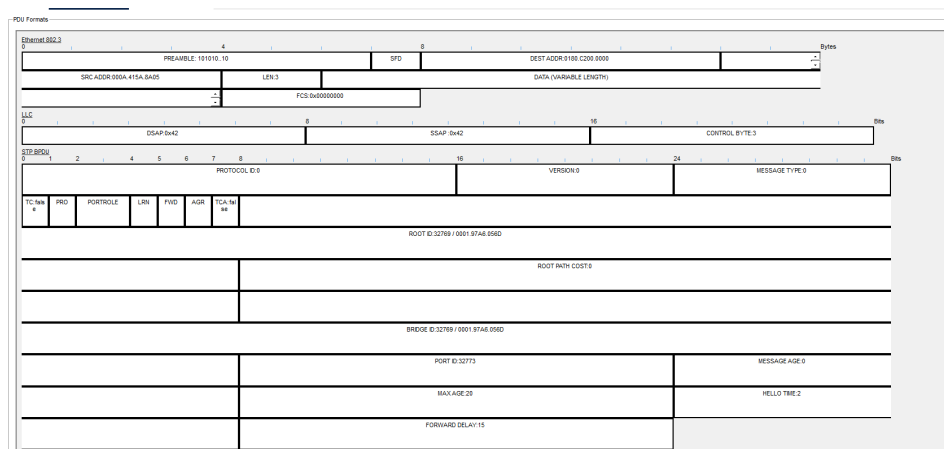 PDU Formats
Ethernet 802.3
0 4 8 Bytes
PREAMBLE: 101010..10 SFD DEST ADDR:0180.C200.0000
SRC ADDR:000A.415A.8A05 LEN:3 DATA (VARIABLE LENGTH)
FCS:0x00000000
LLC
0 8 16 Bits
DSAP:0x42 SSAP:0x42 CONTROL BYTE:3
STP BPDU
0 1 2 4 5 6 7 8 16 24 Bits
PROTOCOL ID:0 VERSION:0 MESSAGE TYPE:0
TC:fals PRO PORTROLE LRN FWD AGR TCA:fal
e se
ROOT ID:32769 / 0001.97A6.056D
ROOT PATH COST:0
BRIDGE ID:32769 / 0001.97A6.056D
PORT ID:32773 MESSAGE AGE:0
MAX AGE:20 HELLO TIME:2
FORWARD DELAY:15